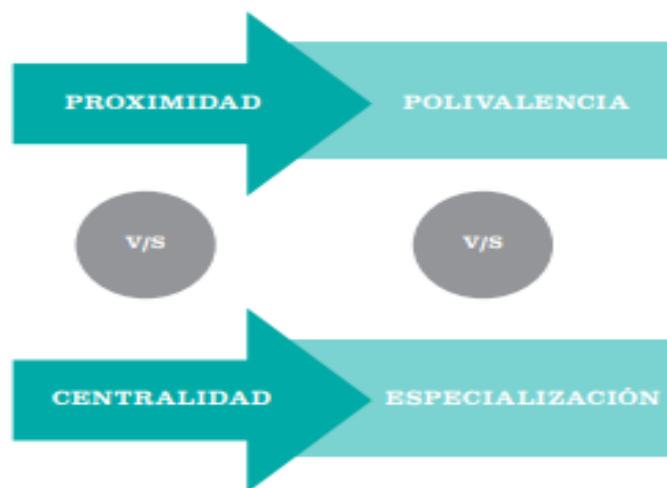 PROXIMIDAD
POLIVALENCIA
V/S
V/S
CENTRALIDAD
ESPECIALIZACIÓN